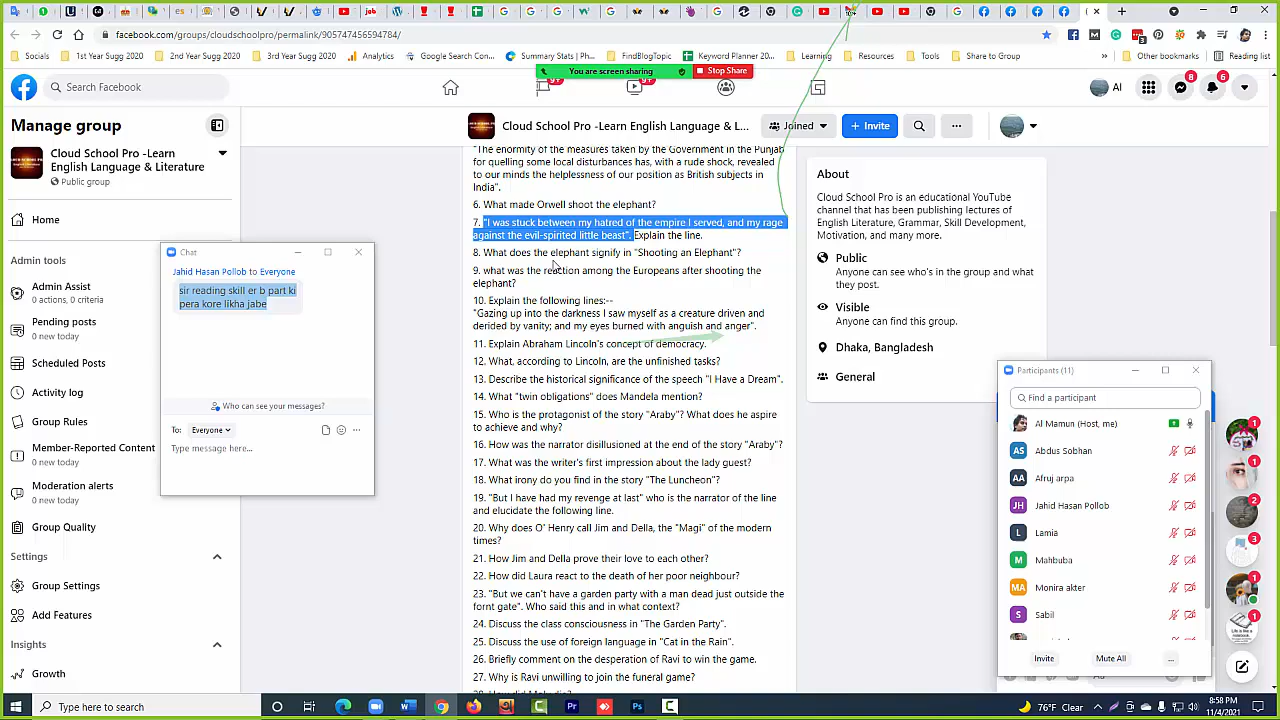 job
facebook.com/groups/cloudschoolpro/permalink/905747456594784/
Socials
1st Year Sugg 2020
2nd Year Sugg 2020
3rd Year Sugg 2020
Analytics
Google Search Con...
Summary Stats | Ph...
FindBlogTopic
Keyword Planner 20...
Learning
Resources
Tools
Share to Group
Other Bookmarks
Reading list
You are screen sharing
Stop Share
Search Facebook
9+
9+
AI
8
6
Manage group
Cloud School Pro -Learn
English Language & Literature
Public group
Home
Admin tools
Admin Assist
0 actions, 0 criteria
Pending posts
0 new today
Scheduled Posts
Activity log
Group Rules
Member-Reported Content
0 new today
Moderation alerts
0 new today
Group Quality
Settings
Group Settings
Add Features
Insights
Growth
Chat
Jahid Hasan Pollob to Everyone
sir reading skill er b part ki
pera kore likha jabe
Who can see your messages?
To: Everyone
Type message here...
Cloud School Pro -Learn English Language & L...
Joined
+ Invite
"The enormity of the measures taken by the Government in the Punjab
for quelling some local disturbances has, with a rude shock, revealed
to our minds the helplessness of our position as British subjects in
India".
6. What made Orwell shoot the elephant?
7. "I was stuck between my hatred of the empire I served, and my rage
against the evil-spirited little beast". Explain the line.
8. What does the elephant signify in "Shooting an Elephant"?
9. what was the reaction among the Europeans after shooting the
elephant?
10. Explain the following lines:--
"Gazing up into the darkness I saw myself as a creature driven and
derided by vanity; and my eyes burned with anguish and anger".
11. Explain Abraham Lincoln's concept of democracy.
12. What, according to Lincoln, are the unfinished tasks?
13. Describe the historical significance of the speech "I Have a Dream".
14. What "twin obligations" does Mandela mention?
15. Who is the protagonist of the story "Araby"? What does he aspire
to achieve and why?
16. How was the narrator disillusioned at the end of the story "Araby?
17. What was the writer's first impression about the lady guest?
18. What irony do you find in the story "The Luncheon"?
19. "But I have had my revenge at last" who is the narrator of the line
and elucidate the following line.
20. Why does O' Henry call Jim and Della, the "Magi" of the modern
times?
21. How Jim and Della prove their love to each other?
22. How did Laura react to the death of her poor neighbour?
23. "But we can't have a garden party with a man dead just outside the
fornt gate". Who said this and in what context?
24. Discuss the class consciousness in "The Garden Party".
25. Discuss the use of foreign language in "Cat in the Rain".
26. Briefly comment on the desperation of Ravi to win the game.
27. Why is Ravi unwilling to join the funeral game?
About
Cloud School Pro is an educational YouTube
channel that has been publishing lectures of
English Literature, Grammar, Skill Development,
Motivation, and many more.
Public
Anyone can see who's in the group and what
they post.
Visible
Anyone can find this group.
Dhaka, Bangladesh
General
Participants (11)
Find a participant
Al Mamun (Host, me)
AS Abdus Sobhan
AA Afruj arpa
JH Jahid Hasan Pollob
L Lamia
M Mahbuba
MA Monira akter
S Sabil
Invite
Mute All
...
1
1
2
3
1
1
Type here to search
76°F Clear
8:58 PM
11/4/2021